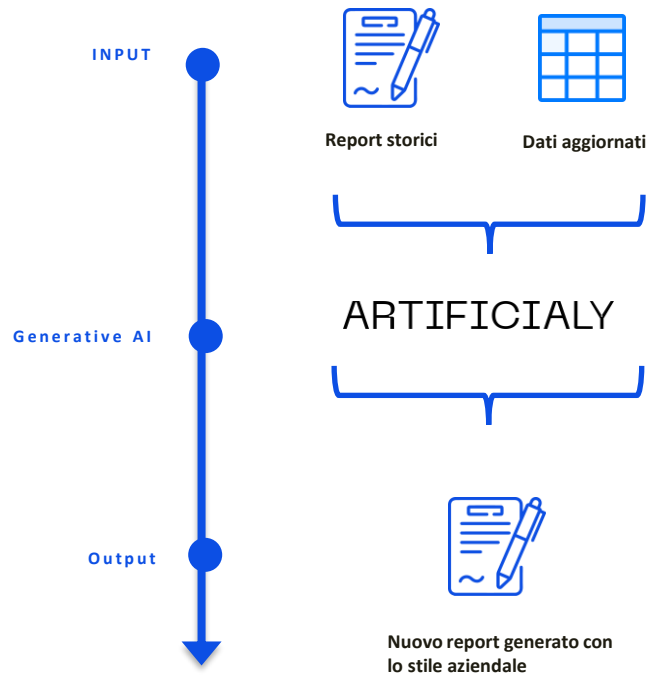 INPUT
Report storici
Dati aggiornati
Generative AI
ARTIFICIALY
Output
Nuovo report generato con
lo stile aziendale